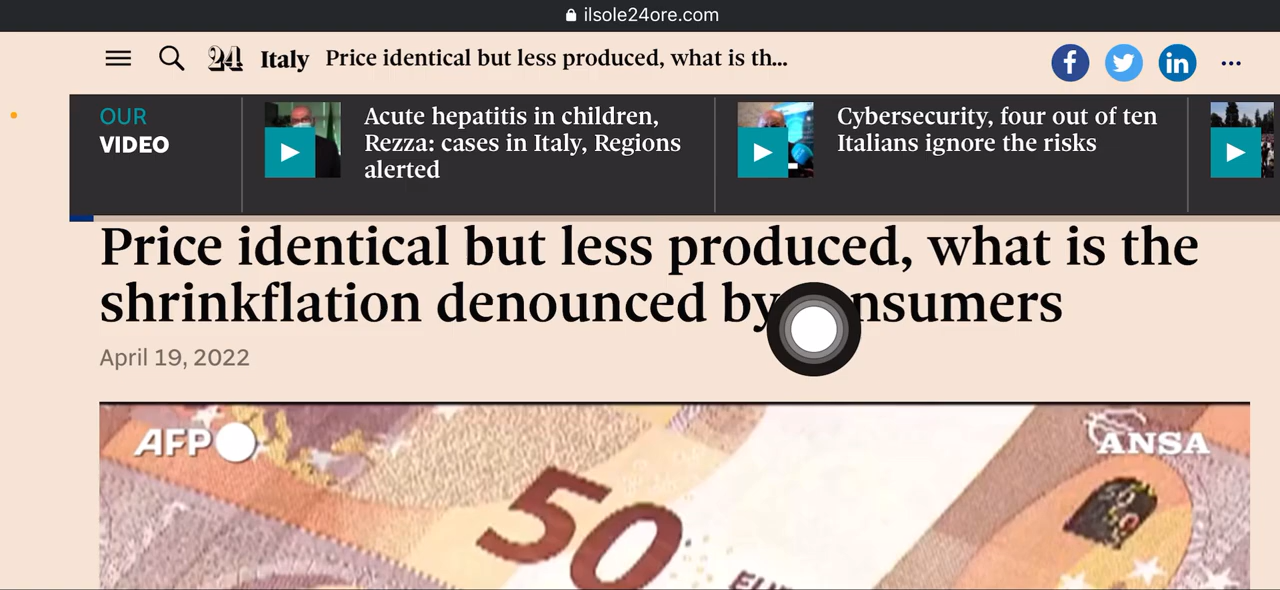 ilsole24ore.com
24 Italy Price identical but less produced, what is th...
OUR
VIDEO
Acute hepatitis in children,
Rezza: cases in Italy, Regions
alerted
Cybersecurity, four out of ten
Italians ignore the risks
Price identical but less produced, what is the
shrinkflation denounced by nsumers
April 19, 2022
AFP
ANSA
50